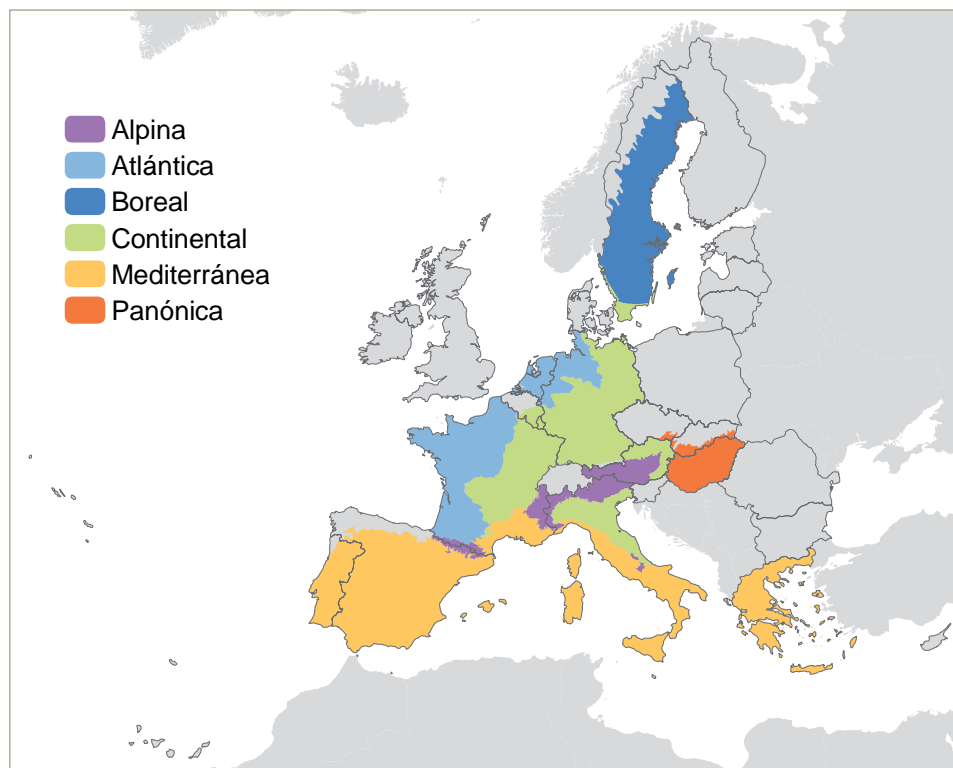 Alpina
Atlántica
Boreal
Continental
Mediterránea
Panónica